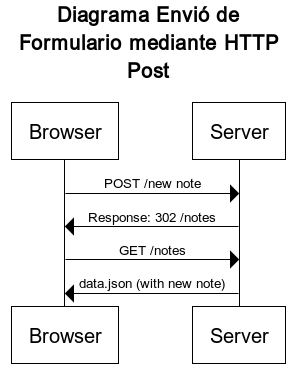 Diagrama Envió de
Formulario mediante HTTP
Post
Browser
Server
POST /new note
Response: 302 /notes
GET /notes
data.json (with new note)
Browser
Server